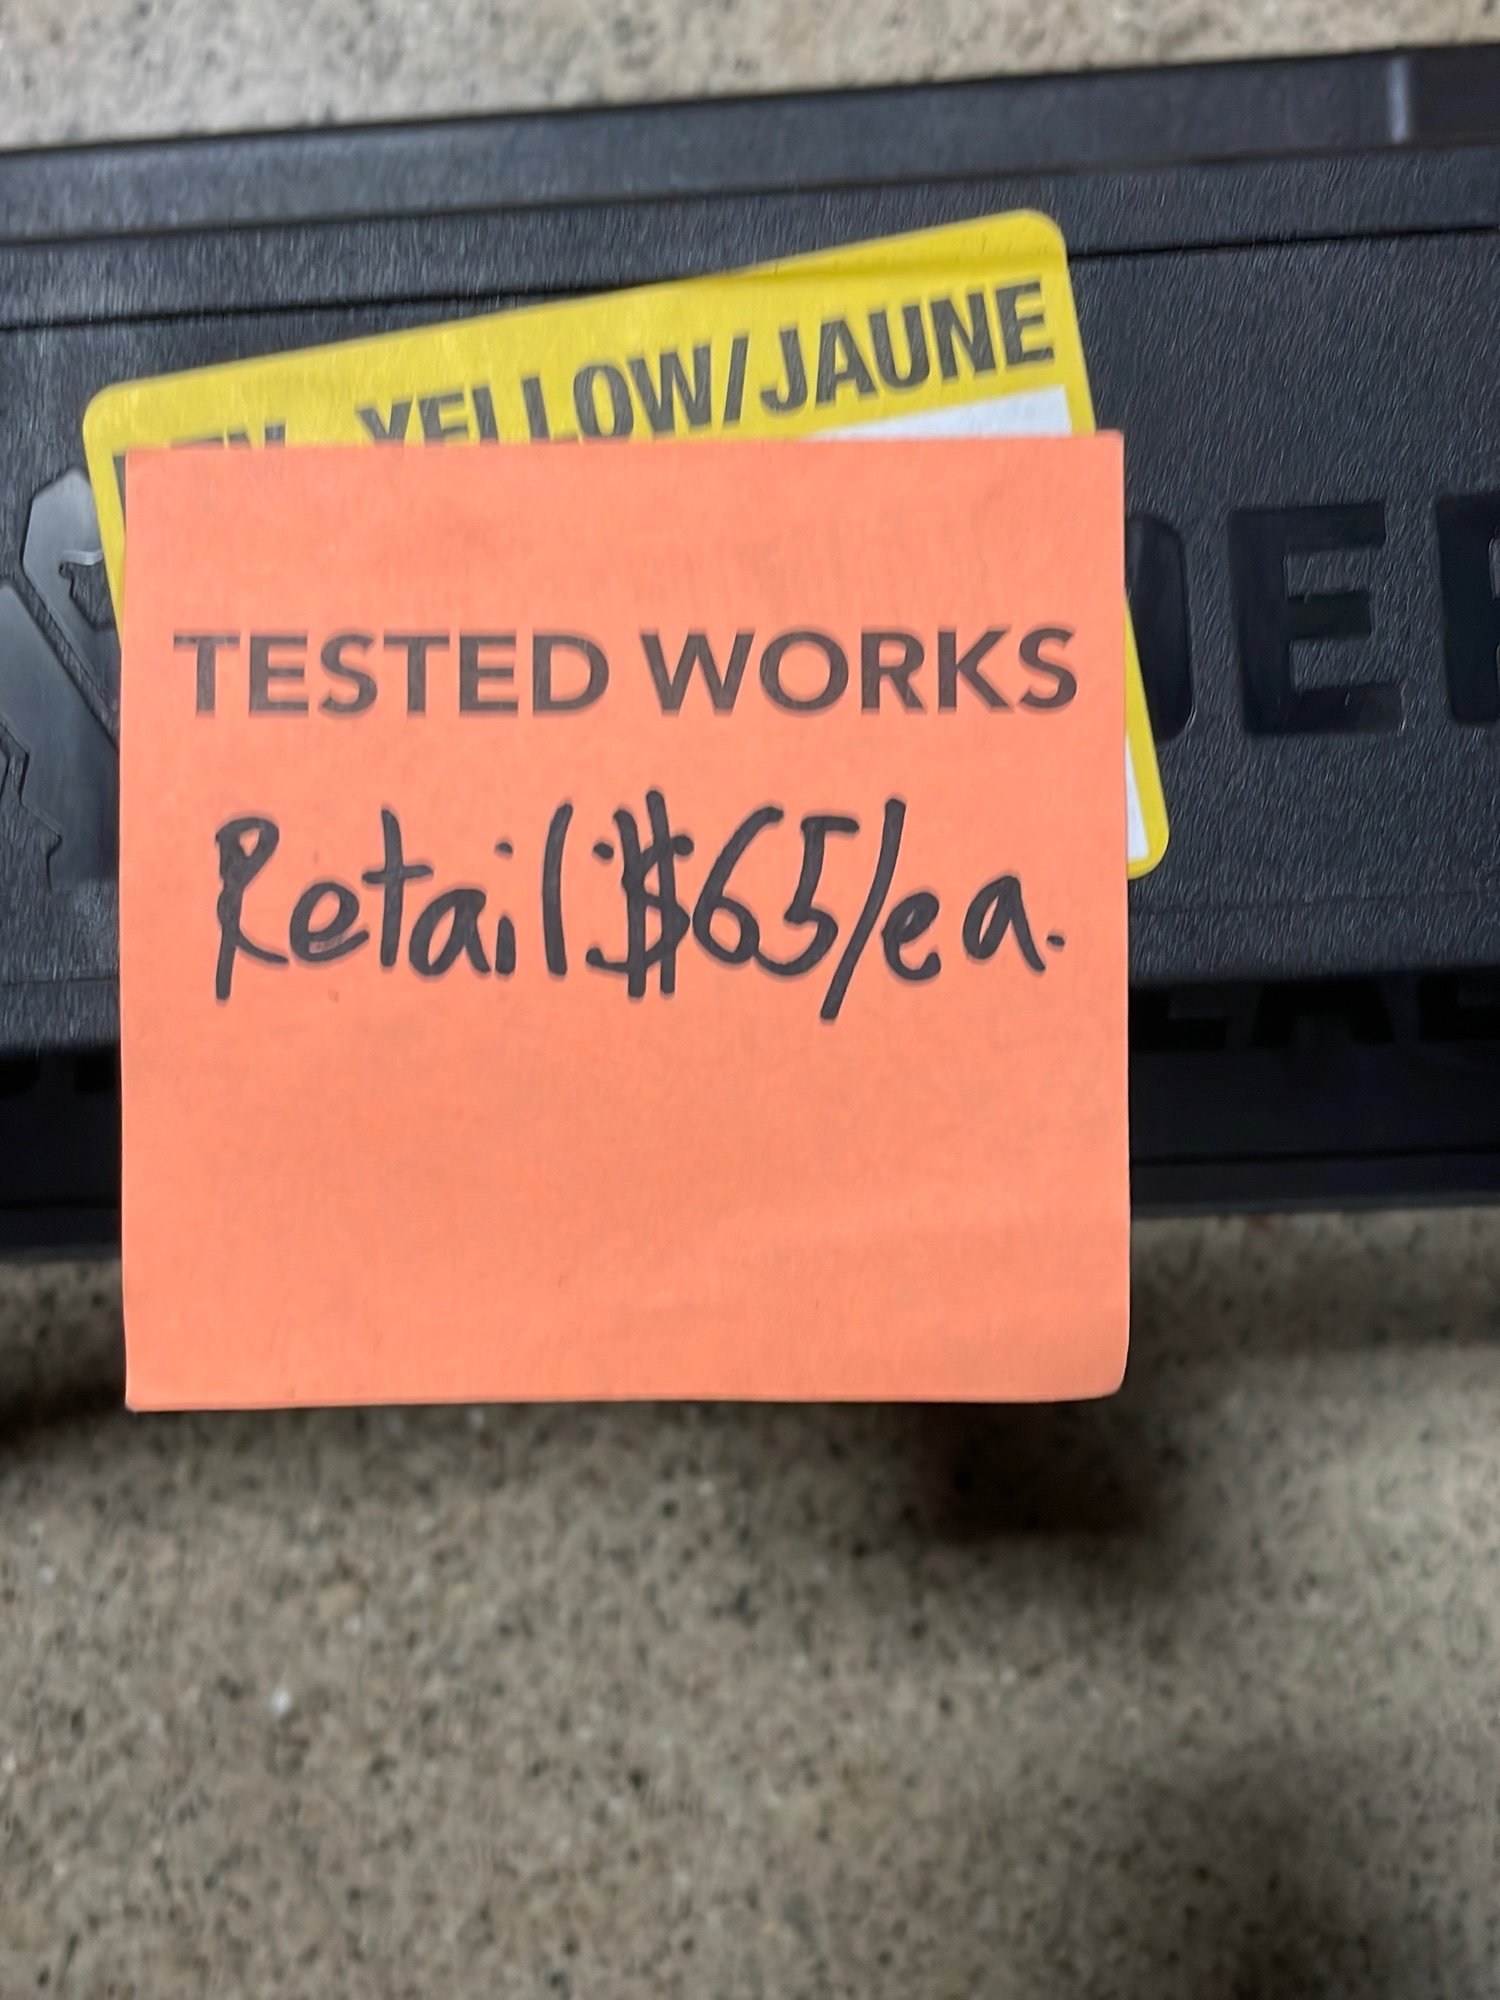 YELLOW/JAUNE
TESTED WORKS
Retail:$65/ea.